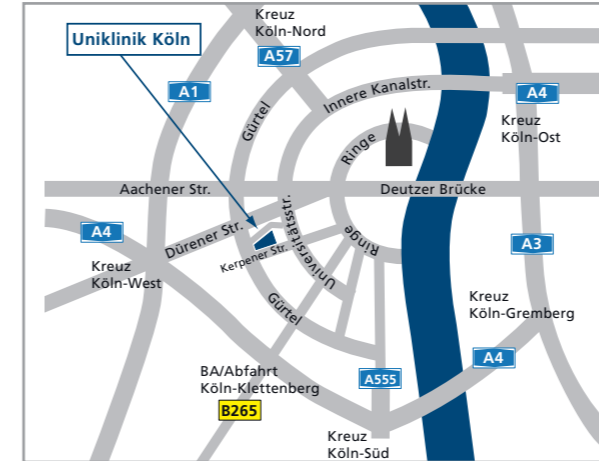 Kreuz
Köln-Nord
Uniklinik Köln
A57
A1
Gürtel
Innere Kanalstr.
A4
Kreuz
Köln-Ost
Ringe
Aachener Str.
Deutzer Brücke
A4
Dürener Str.
Universitätsstr.
Ringe
A3
Kreuz
Köln-West
Kerpener Str.
Gürtel
Kreuz
Köln-Gremberg
A4
BA/Abfahrt
Köln-Klettenberg
A555
B265
Kreuz
Köln-Süd